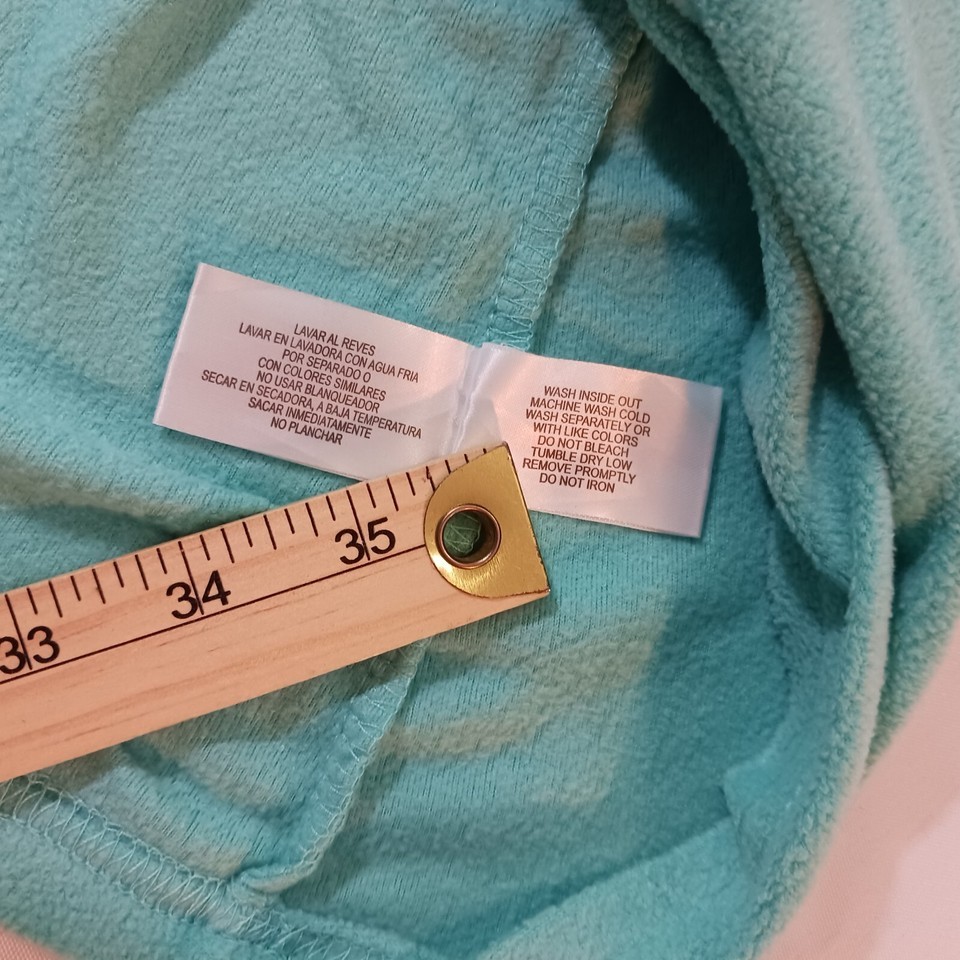 LAVAR AL REVES
LAVAR EN LAVADORA CON AGUA FRIA
POR SEPARADO O
CON COLORES SIMILARES
NO USAR BLANQUEADOR
SECAR EN SECADORA, A BAJA TEMPERATURA
SACAR INMEDIATAMENTE
NO PLANCHAR
WASH INSIDE OUT
MACHINE WASH COLD
WASH SEPARATELY OR
WITH LIKE COLORS
DO NOT BLEACH
TUMBLE DRY LOW
REMOVE PROMPTLY
DO NOT IRON
33 34 35